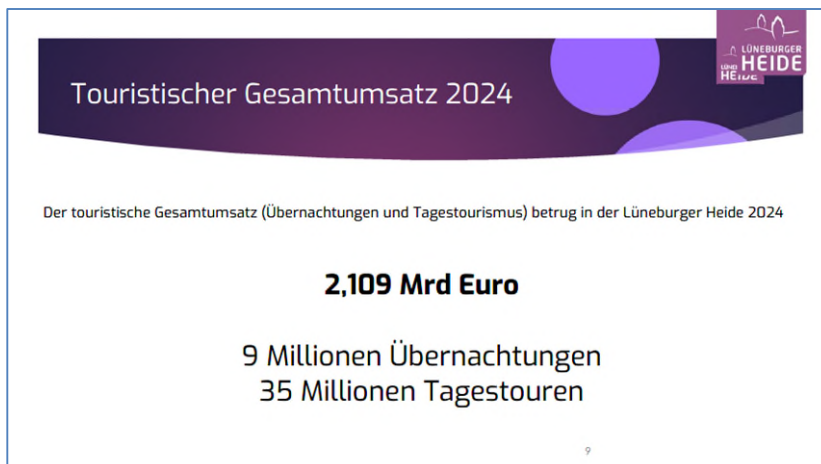 LÜNEBURGER
HEIDE
HEIDE
Touristischer Gesamtumsatz 2024
Der touristische Gesamtumsatz (Übernachtungen und Tagestourismus) betrug in der Lüneburger Heide 2024
2,109 Mrd Euro
9 Millionen Übernachtungen
35 Millionen Tagestouren
9